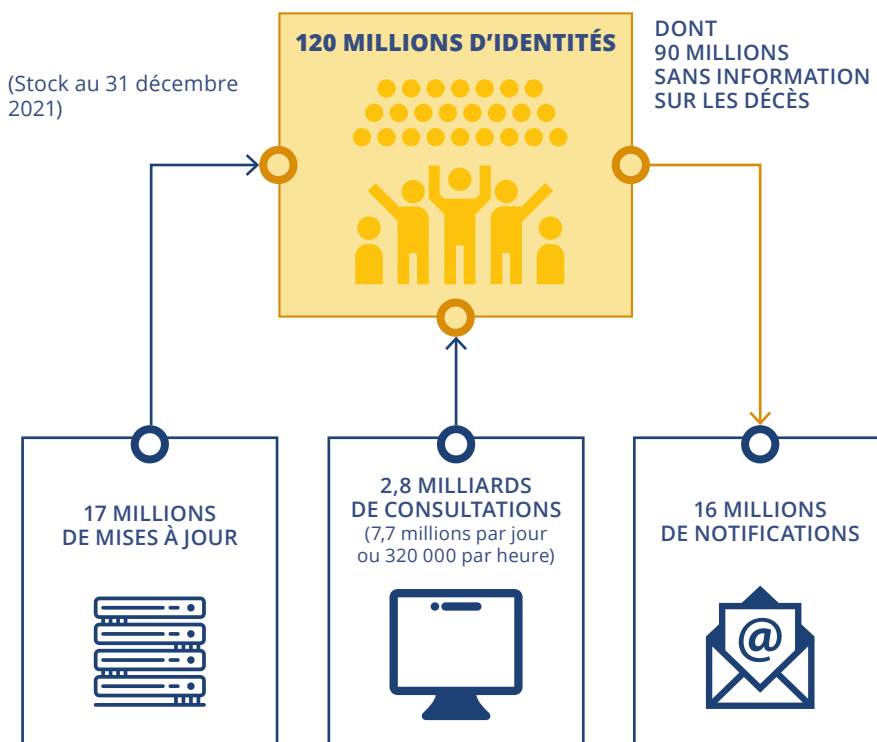 (Stock au 31 décembre
2021)
120 MILLIONS D’IDENTITÉS
DONT
90 MILLIONS
SANS INFORMATION
SUR LES DÉCÈS
17 MILLIONS
DE MISES À JOUR
2,8 MILLIARDS
DE CONSULTATIONS
(7,7 millions par jour
ou 320 000 par heure)
16 MILLIONS
DE NOTIFICATIONS
@